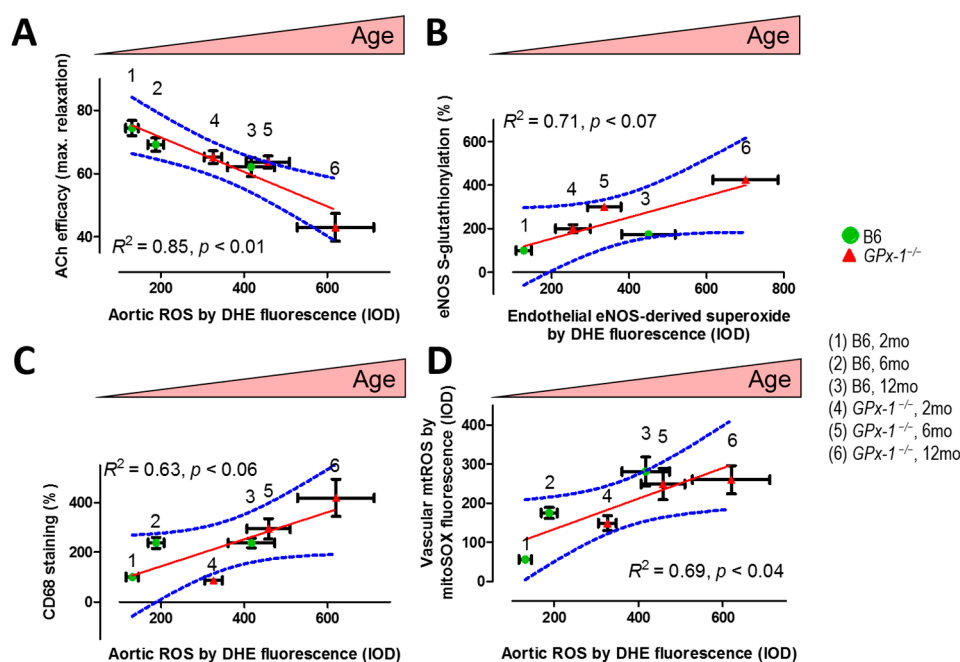 A
Age
ACh efficacy (max. relaxation)
80
60
40
1
2
4
3
5
6
R² = 0.85, p < 0.01
200
400
600
Aortic ROS by DHE fluorescence (IOD)
B
Age
eNOS S-glutathionylation (%)
600
400
200
0
R² = 0.71, p < 0.07
1
4
5
3
6
200
400
600
800
Endothelial eNOS-derived superoxide
by DHE fluorescence (IOD)
B6
GPx-1⁻/⁻
(1) B6, 2mo
(2) B6, 6mo
(3) B6, 12mo
(4) GPx-1⁻/⁻, 2mo
(5) GPx-1⁻/⁻, 6mo
(6) GPx-1⁻/⁻, 12mo
C
Age
CD68 staining (%)
400
200
0
R² = 0.63, p < 0.06
1
2
4
3
5
6
200
400
600
Aortic ROS by DHE fluorescence (IOD)
D
Age
Vascular mtROS by
mitoSOX fluorescence (IOD)
400
300
200
100
0
1
2
4
3
5
6
R² = 0.69, p < 0.04
200
400
600
Aortic ROS by DHE fluorescence (IOD)